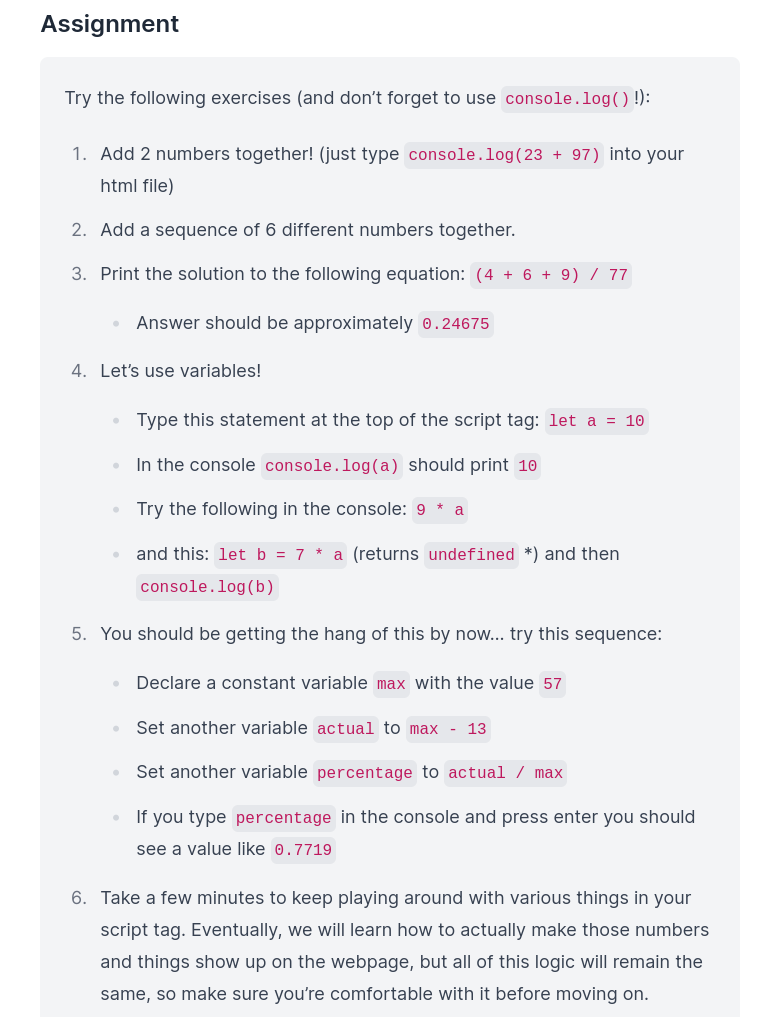 Assignment
Try the following exercises (and don’t forget to use console.log()!):
1. Add 2 numbers together! (just type console.log(23 + 97) into your
html file)
2. Add a sequence of 6 different numbers together.
3. Print the solution to the following equation: (4 + 6 + 9) / 77
• Answer should be approximately 0.24675
4. Let’s use variables!
• Type this statement at the top of the script tag: let a = 10
• In the console console.log(a) should print 10
• Try the following in the console: 9 * a
• and this: let b = 7 * a (returns undefined *) and then
console.log(b)
5. You should be getting the hang of this by now… try this sequence:
• Declare a constant variable max with the value 57
• Set another variable actual to max - 13
• Set another variable percentage to actual / max
• If you type percentage in the console and press enter you should
see a value like 0.7719
6. Take a few minutes to keep playing around with various things in your
script tag. Eventually, we will learn how to actually make those numbers
and things show up on the webpage, but all of this logic will remain the
same, so make sure you’re comfortable with it before moving on.